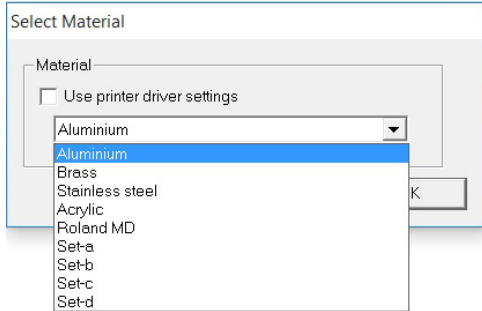 Select Material
Material
Use printer driver settings
Aluminium
Aluminium
Brass
Stainless steel
Acrylic
Roland MD
Set-a
Set-b
Set-c
Set-d